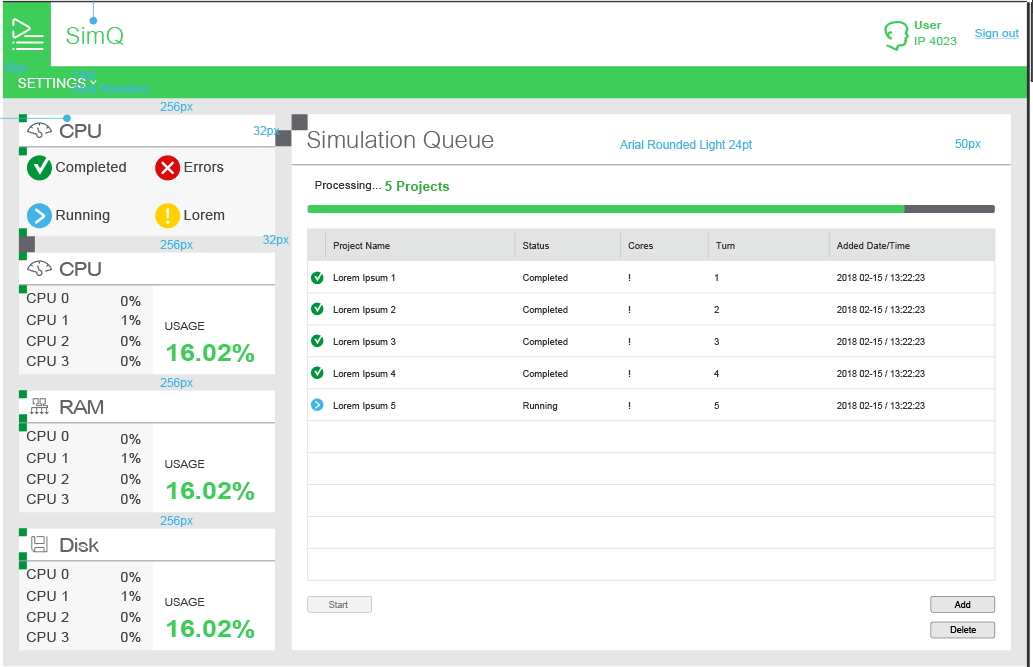 SimQ
User
IP 4023
Sign out
SETTINGS
Arial Rounded
256px
CPU
32px
Completed
Errors
Running
Lorem
256px
32px
CPU
CPU 0 0%
CPU 1 1%
CPU 2 0%
CPU 3 0%
USAGE
16.02%
256px
RAM
CPU 0 0%
CPU 1 1%
CPU 2 0%
CPU 3 0%
USAGE
16.02%
256px
Disk
CPU 0 0%
CPU 1 1%
CPU 2 0%
CPU 3 0%
USAGE
16.02%
Simulation Queue
Arial Rounded Light 24pt
50px
Processing... 5 Projects
Project Name Status Cores Turn Added Date/Time
Lorem Ipsum 1 Completed ! 1 2018 02-15 / 13:22:23
Lorem Ipsum 2 Completed ! 2 2018 02-15 / 13:22:23
Lorem Ipsum 3 Completed ! 3 2018 02-15 / 13:22:23
Lorem Ipsum 4 Completed ! 4 2018 02-15 / 13:22:23
Lorem Ipsum 5 Running ! 5 2018 02-15 / 13:22:23
Start
Add
Delete